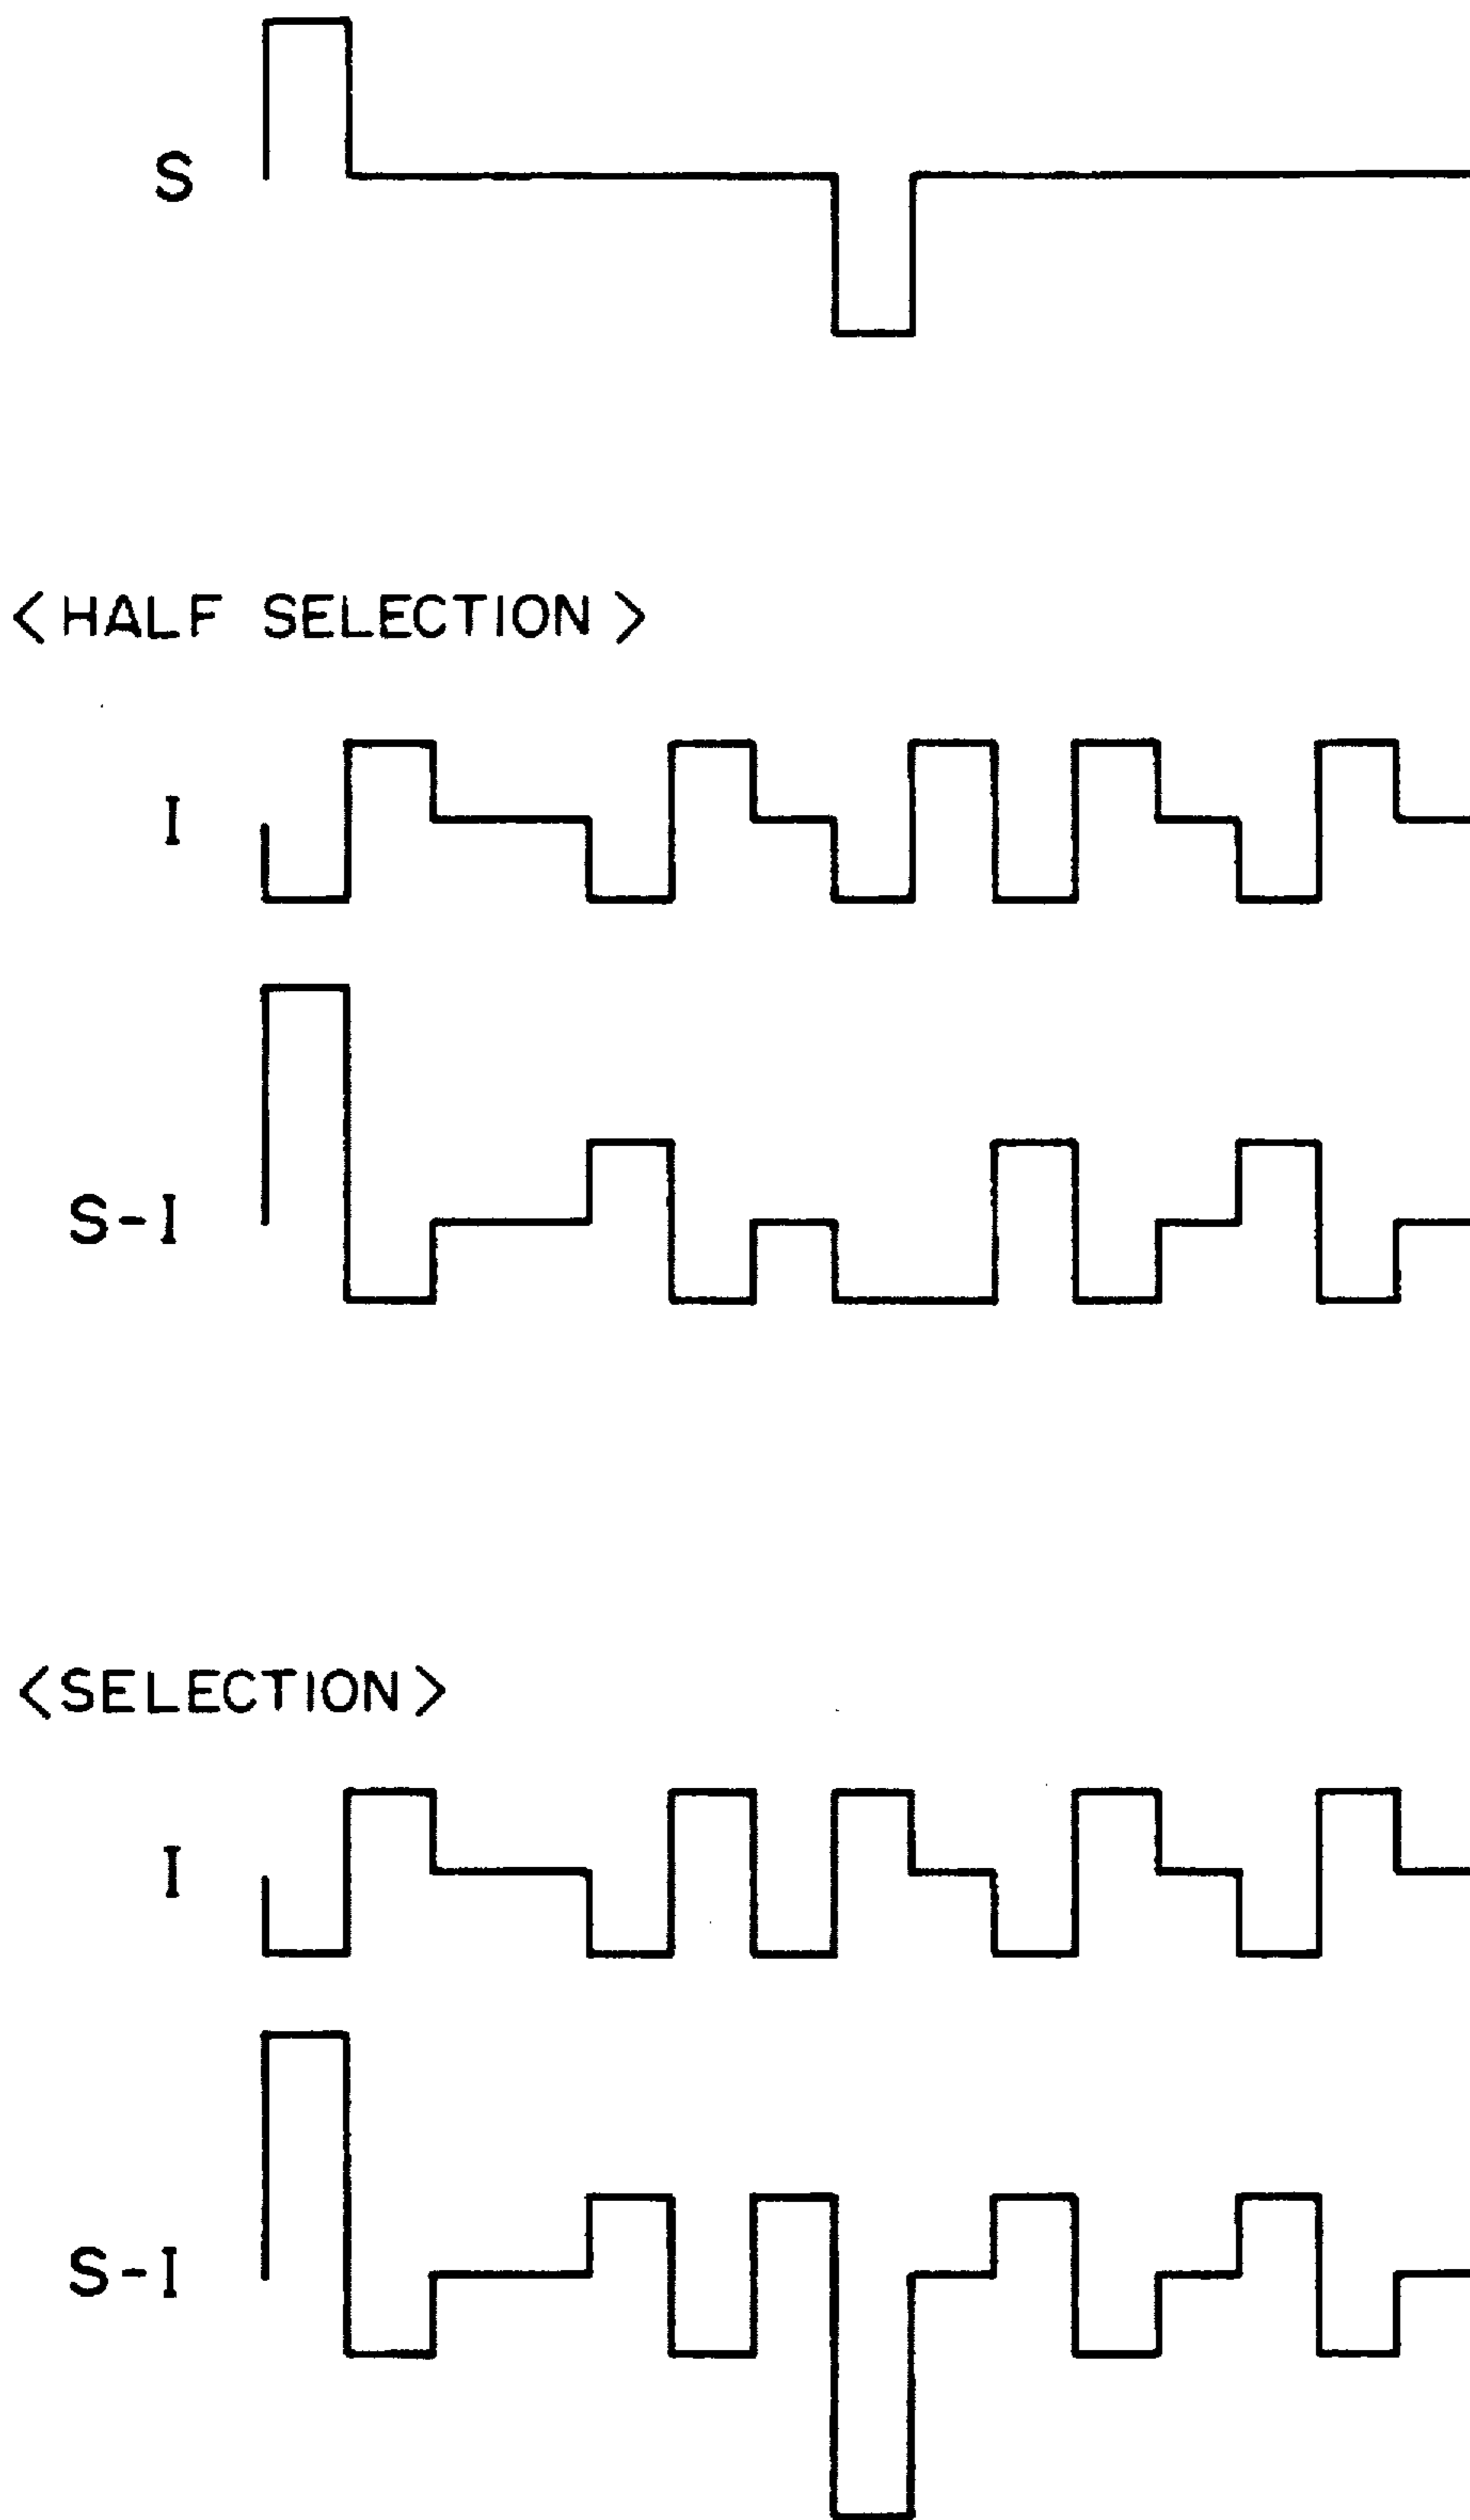 S
<HALF SELECTION>
I
S-I
<SELECTION>
I
S-I